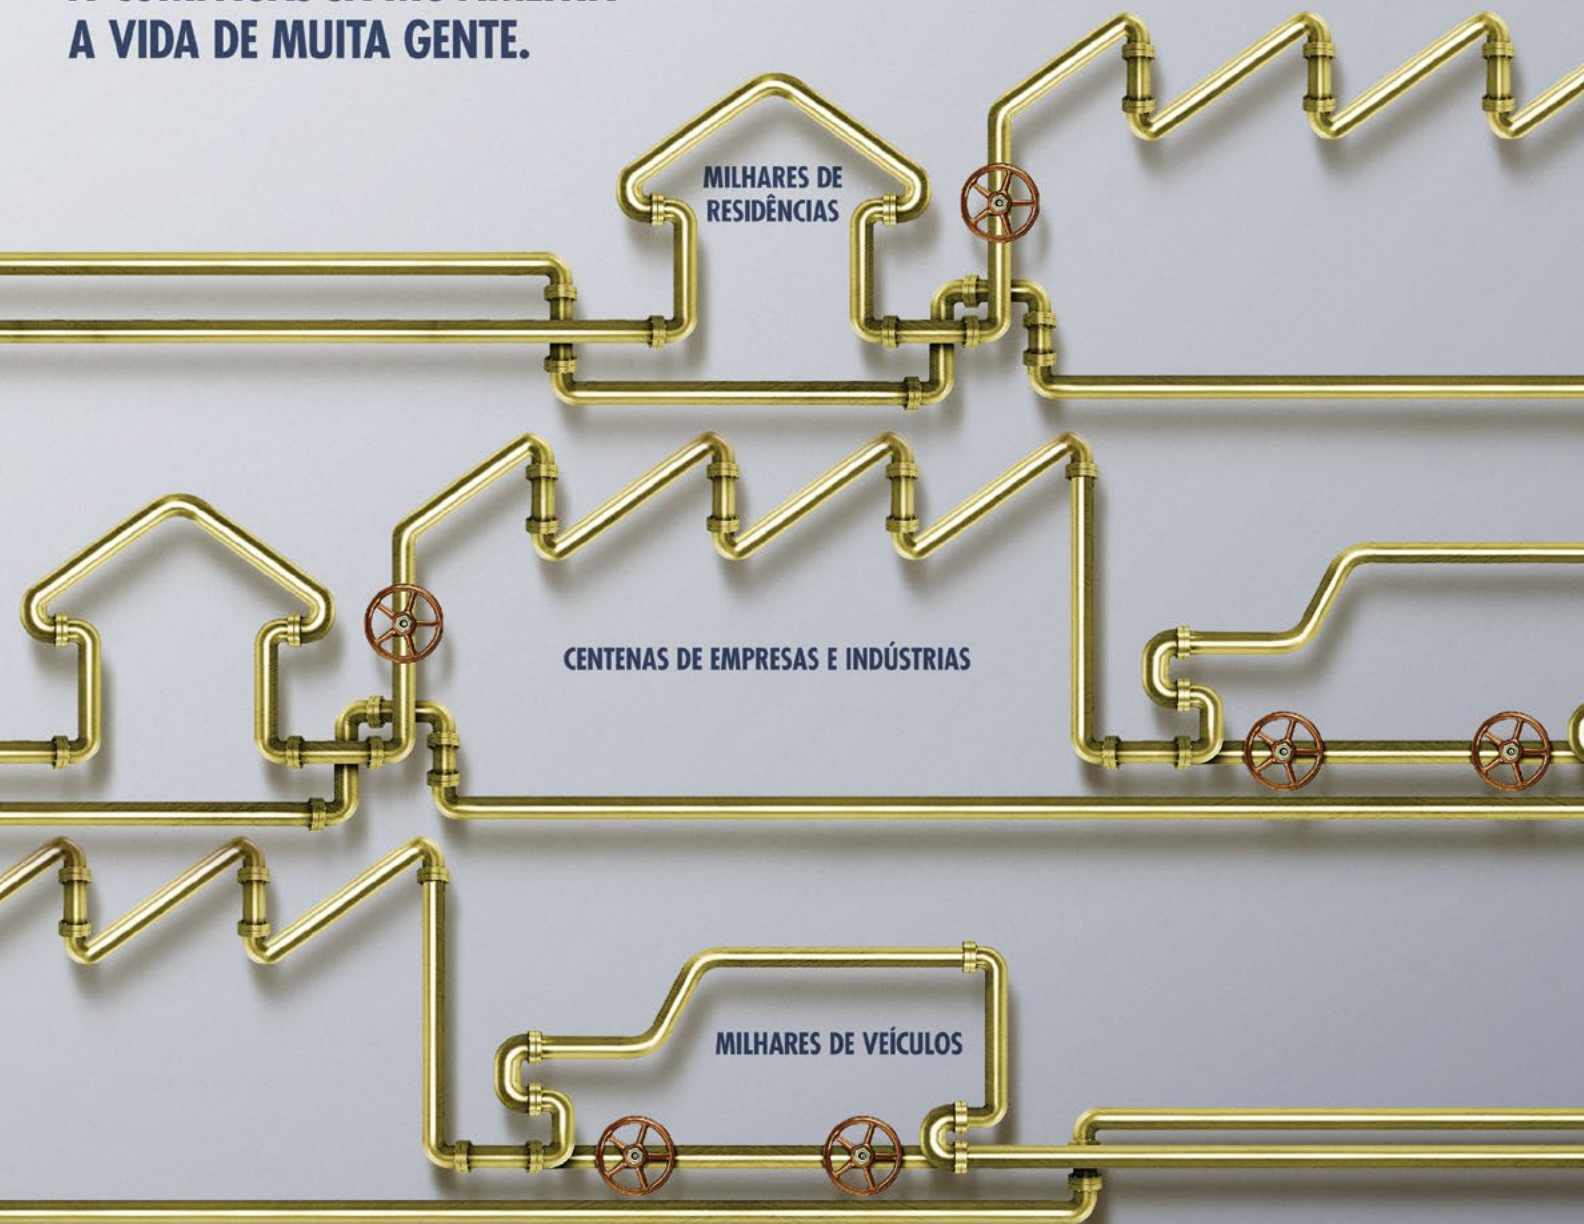 A VIDA DE MUITA GENTE.
MILHARES DE
RESIDÊNCIAS
CENTENAS DE EMPRESAS E INDÚSTRIAS
MILHARES DE VEÍCULOS